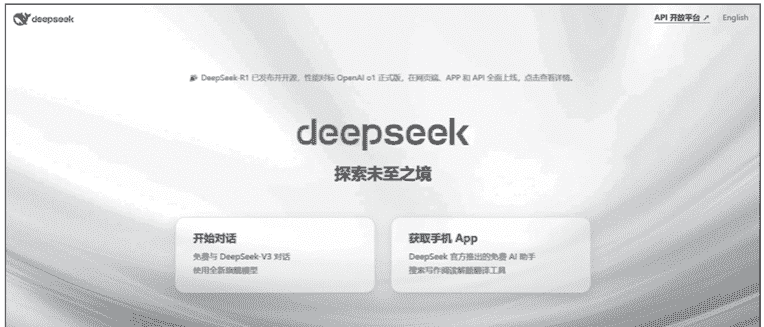 deepseek
API 开放平台 ↗ English
DeepSeek-R1 已发布并开源，性能对标 OpenAI o1 正式版，在网页端、APP 和 API 全面上线，点击查看详情。
deepseek
探索未至之境
开始对话
免费与 DeepSeek-V3 对话
使用全新旗舰模型
获取手机 App
DeepSeek 官方推出的免费 AI 助手
搜索写作阅读解题翻译工具